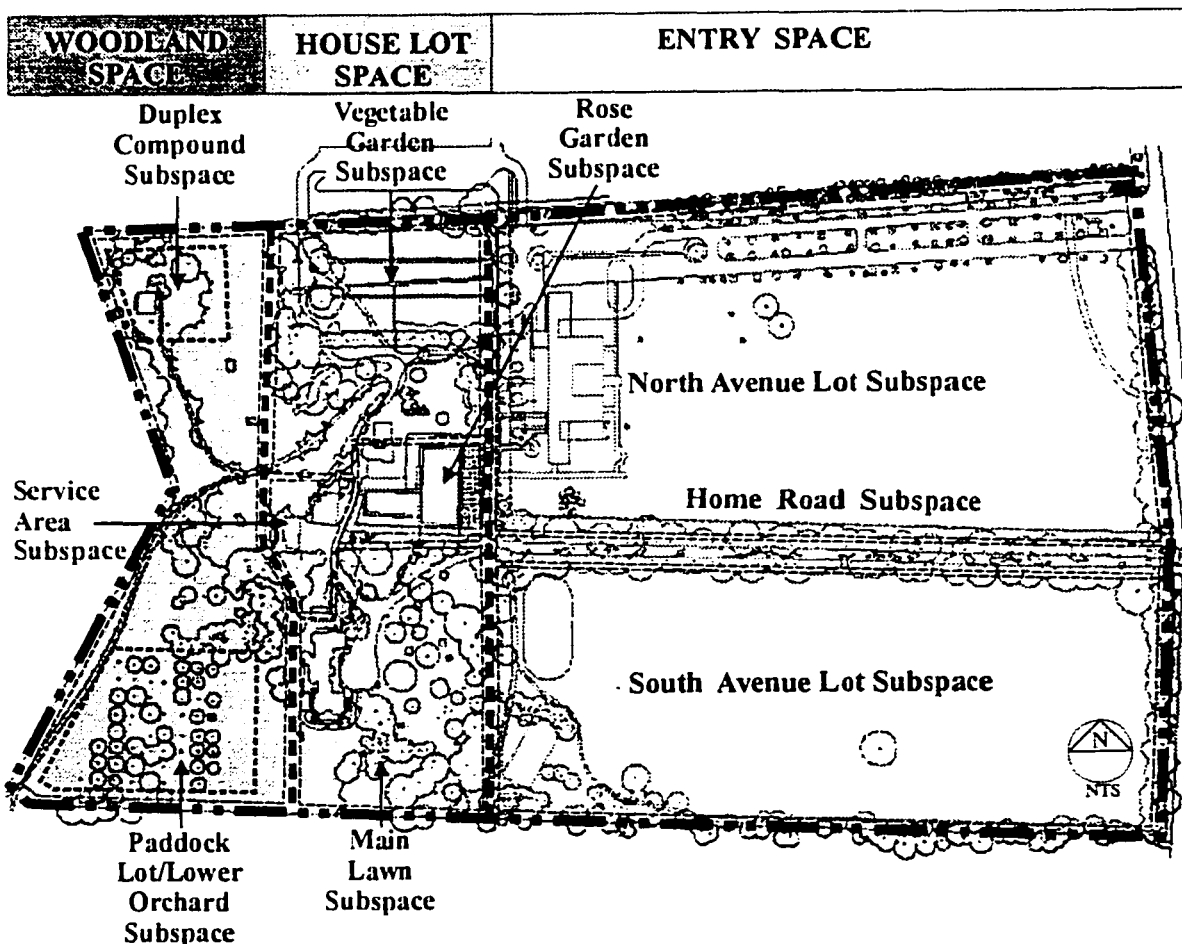 WOODLAND
SPACE
HOUSE LOT
SPACE
ENTRY SPACE
Duplex
Compound
Subspace
Vegetable
Garden
Subspace
Rose
Garden
Subspace
North Avenue Lot Subspace
Service
Area
Subspace
Home Road Subspace
South Avenue Lot Subspace
N
NTS
Paddock
Lot/Lower
Orchard
Subspace
Main
Lawn
Subspace